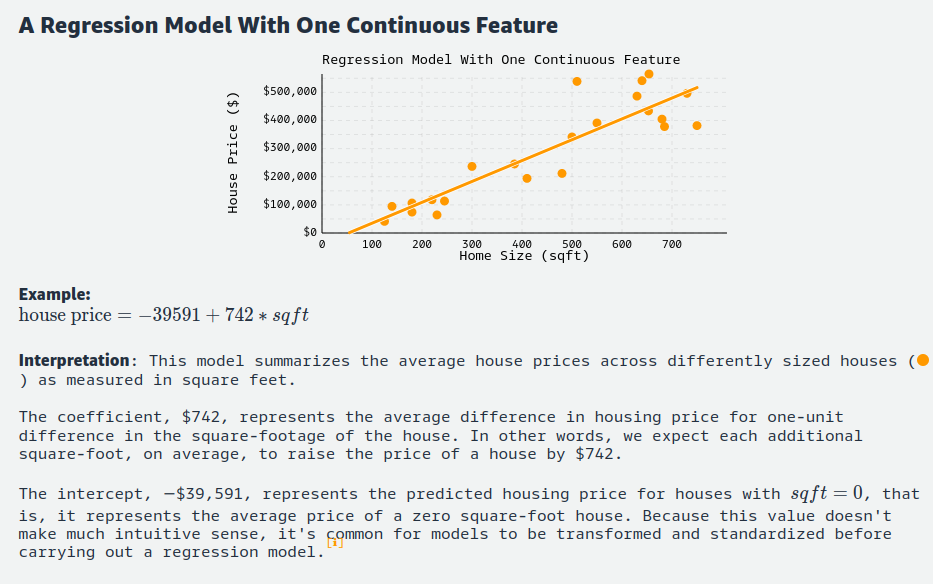 A Regression Model With One Continuous Feature
Regression Model With One Continuous Feature
House Price ($)
$500,000
$400,000
$300,000
$200,000
$100,000
$0
0 100 200 300 400 500 600 700
Home Size (sqft)
Example:
house price = −39591 + 742 ∗ sqft
Interpretation: This model summarizes the average house prices across differently sized houses (
) as measured in square feet.
The coefficient, $742, represents the average difference in housing price for one-unit
difference in the square-footage of the house. In other words, we expect each additional
square-foot, on average, to raise the price of a house by $742.
The intercept, −$39,591, represents the predicted housing price for houses with sqft = 0, that
is, it represents the average price of a zero square-foot house. Because this value doesn't
make much intuitive sense, it's common for models to be transformed and standardized before
carrying out a regression model.[1]